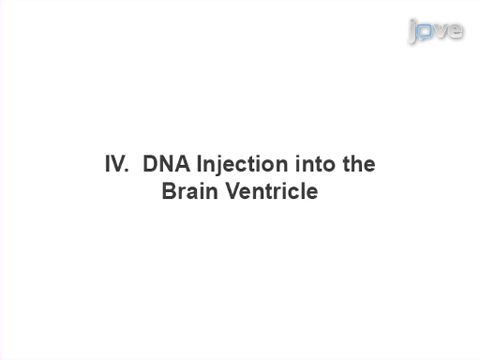 jove
IV. DNA Injection into the
Brain Ventricle